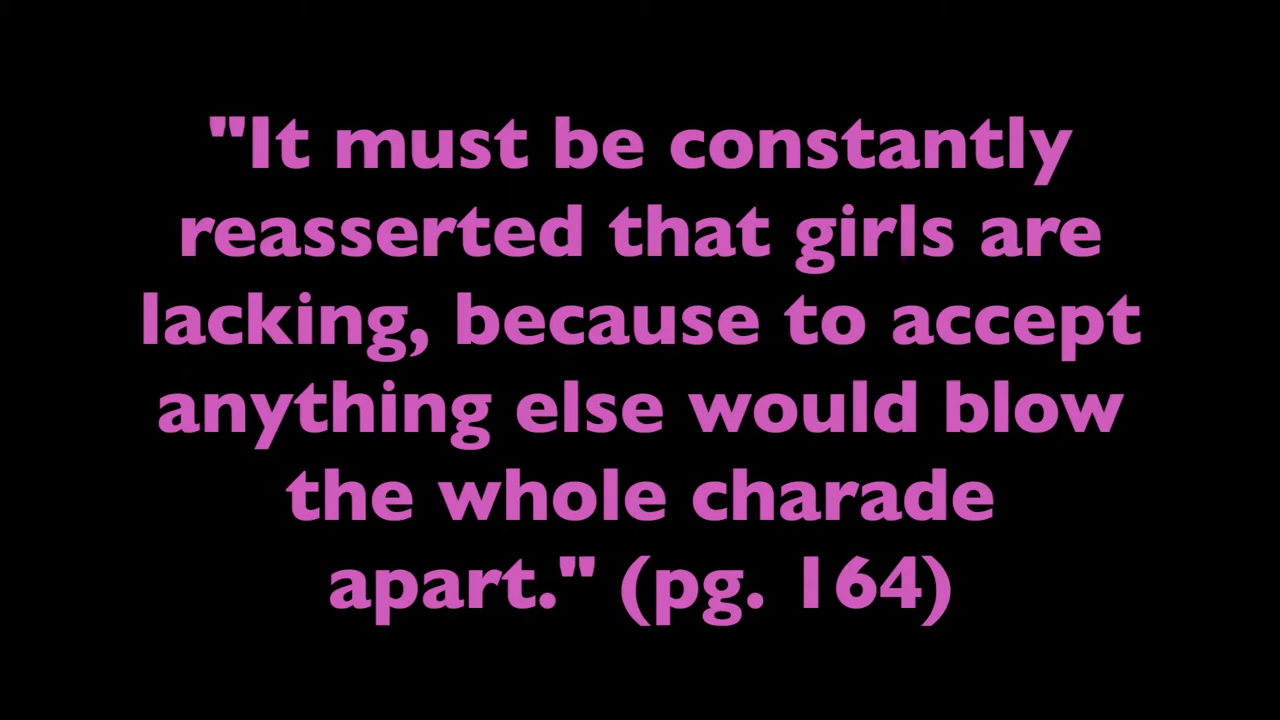 "It must be constantly
reasserted that girls are
lacking, because to accept
anything else would blow
the whole charade
apart." (pg. 164)